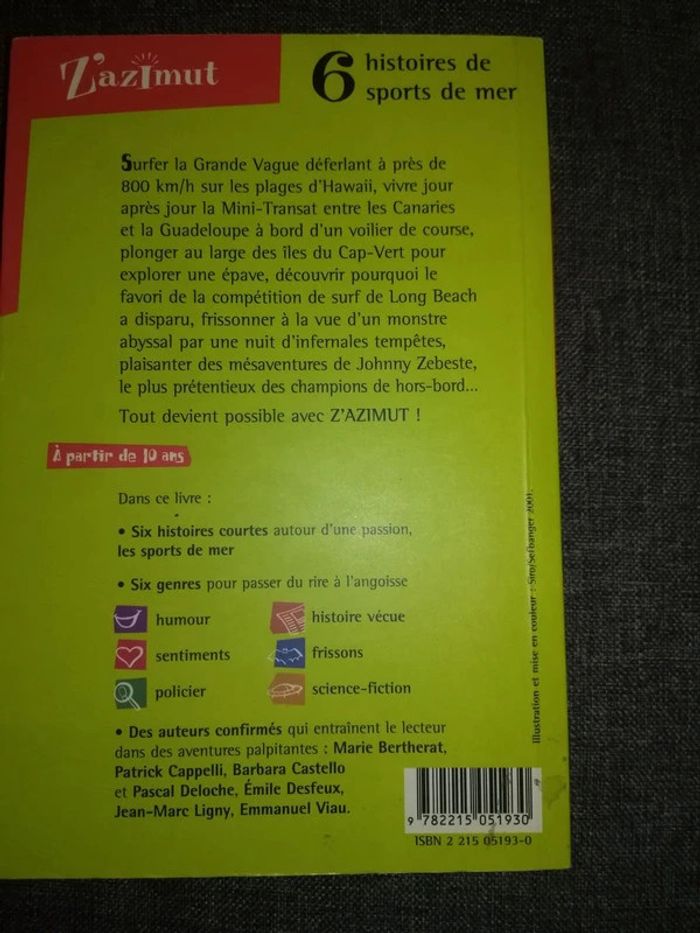 Z'azimut
6 histoires de
sports de mer
Surfer la Grande Vague déferlant à près de
800 km/h sur les plages d'Hawaii, vivre jour
après jour la Mini-Transat entre les Canaries
et la Guadeloupe à bord d'un voilier de course,
plonger au large des îles du Cap-Vert pour
explorer une épave, découvrir pourquoi le
favori de la compétition de surf de Long Beach
a disparu, frissonner à la vue d'un monstre
abyssal par une nuit d'infernales tempêtes,
plaisanter des mésaventures de Johnny Zebeste,
le plus prétentieux des champions de hors-bord...
Tout devient possible avec Z'AZIMUT !
À partir de 10 ans
Dans ce livre :
• Six histoires courtes autour d'une passion,
les sports de mer
• Six genres pour passer du rire à l'angoisse
humour
histoire vécue
sentiments
frissons
policier
science-fiction
• Des auteurs confirmés qui entraînent le lecteur
dans des aventures palpitantes : Marie Bertherat,
Patrick Cappelli, Barbara Castello
et Pascal Deloche, Émile Desfeux,
Jean-Marc Ligny, Emmanuel Viau.
Illustration et mise en couleur : Siro/Sefbanger 2001.
9 782215 051930
ISBN 2 215 05193-0